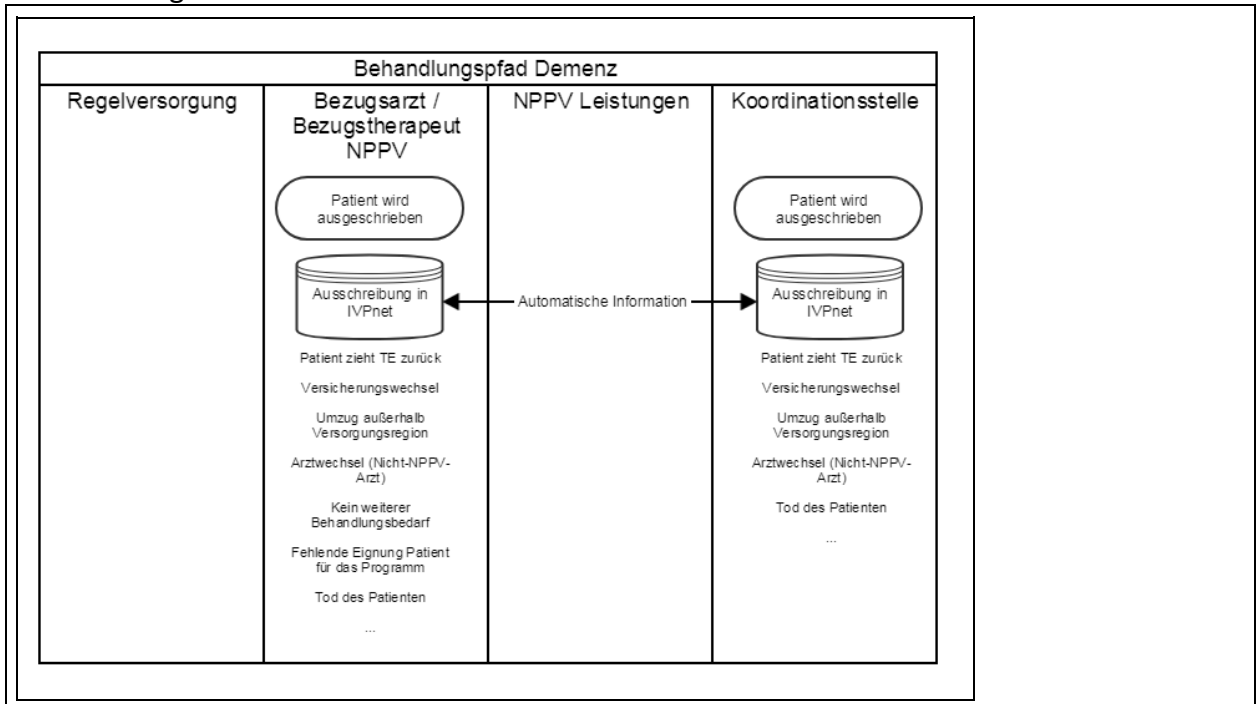 Behandlungspfad Demenz
Regelversorgung
Bezugsarzt /
Bezugstherapeut
NPPV
NPPV Leistungen
Koordinationsstelle
Patient wird
ausgeschrieben
Ausschreibung in
IVPnet
Automatische Information
Patient zieht TE zurück
Versicherungswechsel
Umzug außerhalb
Versorgungsregion
Arztwechsel (Nicht-NPPV-
Arzt)
Kein weiterer
Behandlungsbedarf
Fehlende Eignung Patient
für das Programm
Tod des Patienten
...
Patient wird
ausgeschrieben
Ausschreibung in
IVPnet
Patient zieht TE zurück
Versicherungswechsel
Umzug außerhalb
Versorgungsregion
Arztwechsel (Nicht-NPPV-
Arzt)
Tod des Patienten
...